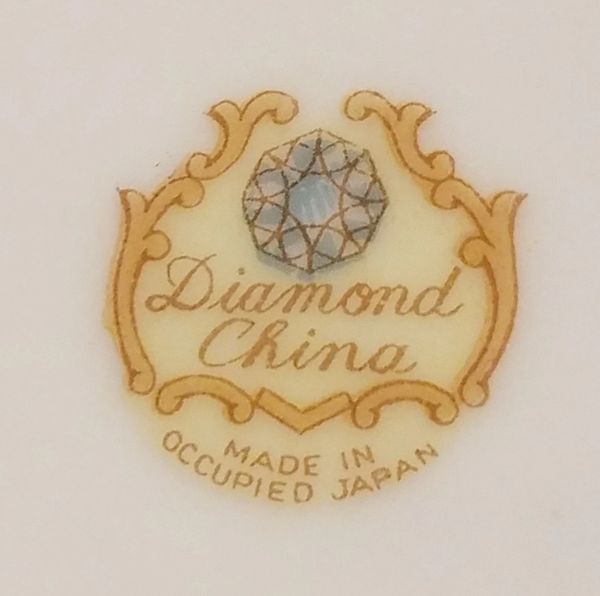 Diamond
China
MADE IN
OCCUPIED JAPAN